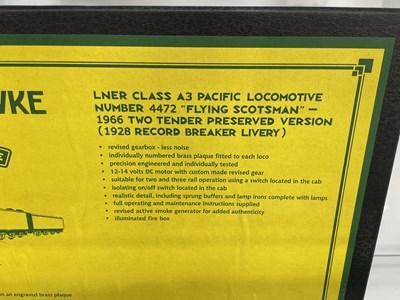 WKE
LNER CLASS A3 PACIFIC LOCOMOTIVE
NUMBER 4472 "FLYING SCOTSMAN" –
1966 TWO TENDER PRESERVED VERSION
(1928 RECORD BREAKER LIVERY)
• revised gearbox - less noise
• individually numbered brass plaque fitted to each loco
• precision engineered and individually tested
• 12-14 volts DC motor with custom made revised gear
• suitable for two and three rail operation using a switch located in the cab
• isolating on/off switch located in the cab
• realistic detail, including sprung buffers and lamp irons complete with lamps
• full operating and maintenance instructions supplied
• revised active smoke generator for added authenticity
• illuminated fire box
on an engraved brass plaque